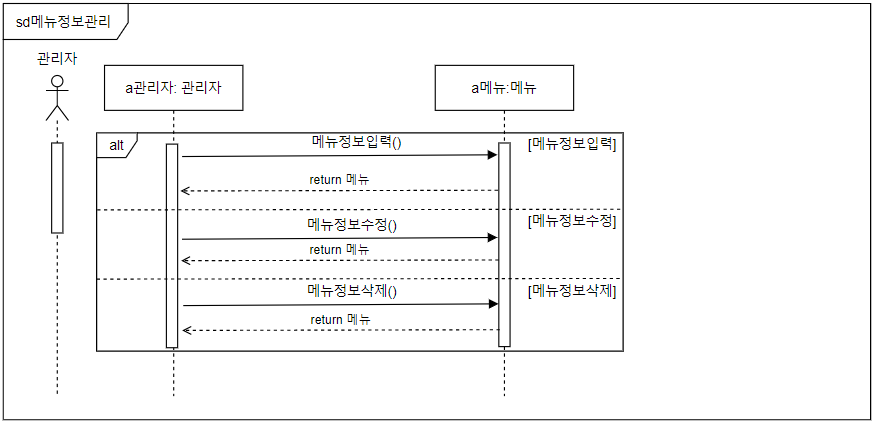 sd메뉴정보관리
관리자
a관리자: 관리자
a메뉴:메뉴
alt
메뉴정보입력()
[메뉴정보입력]
return 메뉴
메뉴정보수정()
[메뉴정보수정]
return 메뉴
메뉴정보삭제()
[메뉴정보삭제]
return 메뉴